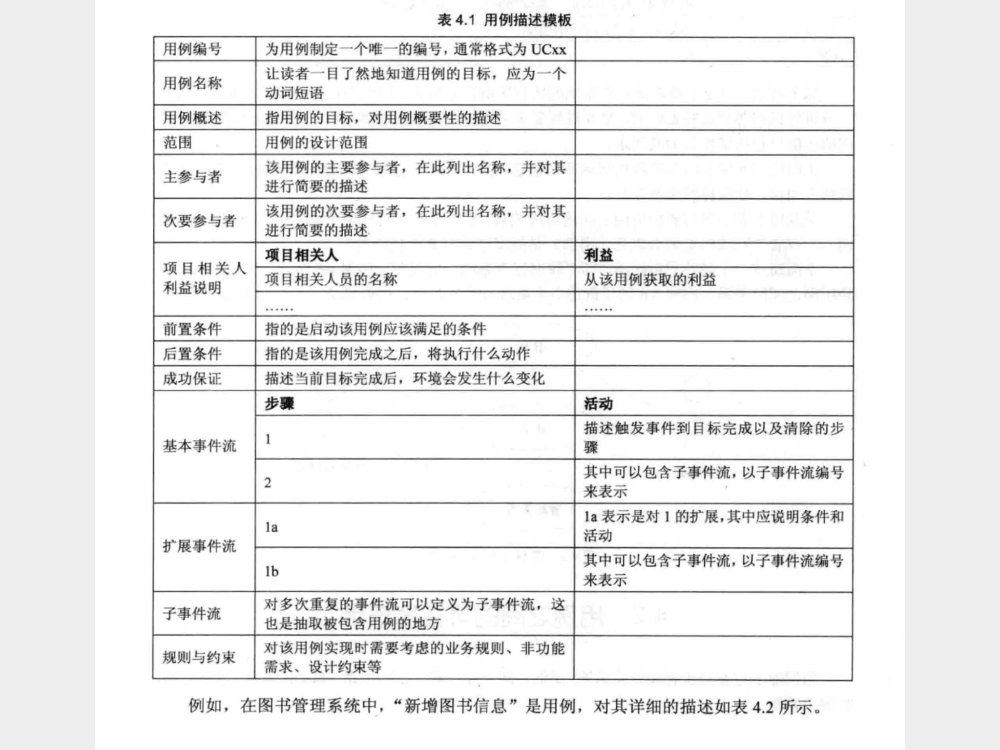 表 4.1 用例描述模板
用例编号
为用例制定一个唯一的编号，通常格式为 UCxx
用例名称
让读者一目了然地知道用例的目标，应为一个
动词短语
用例概述
指用例的目标，对用例概要性的描述
范围
用例的设计范围
主参与者
该用例的主要参与者，在此列出名称，并对其
进行简要的描述
次要参与者
该用例的次要参与者，在此列出名称，并对其
进行简要的描述
项目相关人
利益说明
项目相关人
利益
项目相关人员的名称
从该用例获取的利益
……
……
前置条件
指的是启动该用例应该满足的条件
后置条件
指的是该用例完成之后，将执行什么动作
成功保证
描述当前目标完成后，环境会发生什么变化
基本事件流
步骤
活动
1
描述触发事件到目标完成以及清除的步
骤
2
其中可以包含子事件流，以子事件流编号
来表示
扩展事件流
1a
1a 表示是对 1 的扩展，其中应说明条件和
活动
1b
其中可以包含子事件流，以子事件流编号
来表示
子事件流
对多次重复的事件流可以定义为子事件流，这
也是抽取被包含用例的地方
规则与约束
对该用例实现时需要考虑的业务规则、非功能
需求、设计约束等
例如，在图书管理系统中，“新增图书信息”是用例，对其详细的描述如表 4.2 所示。